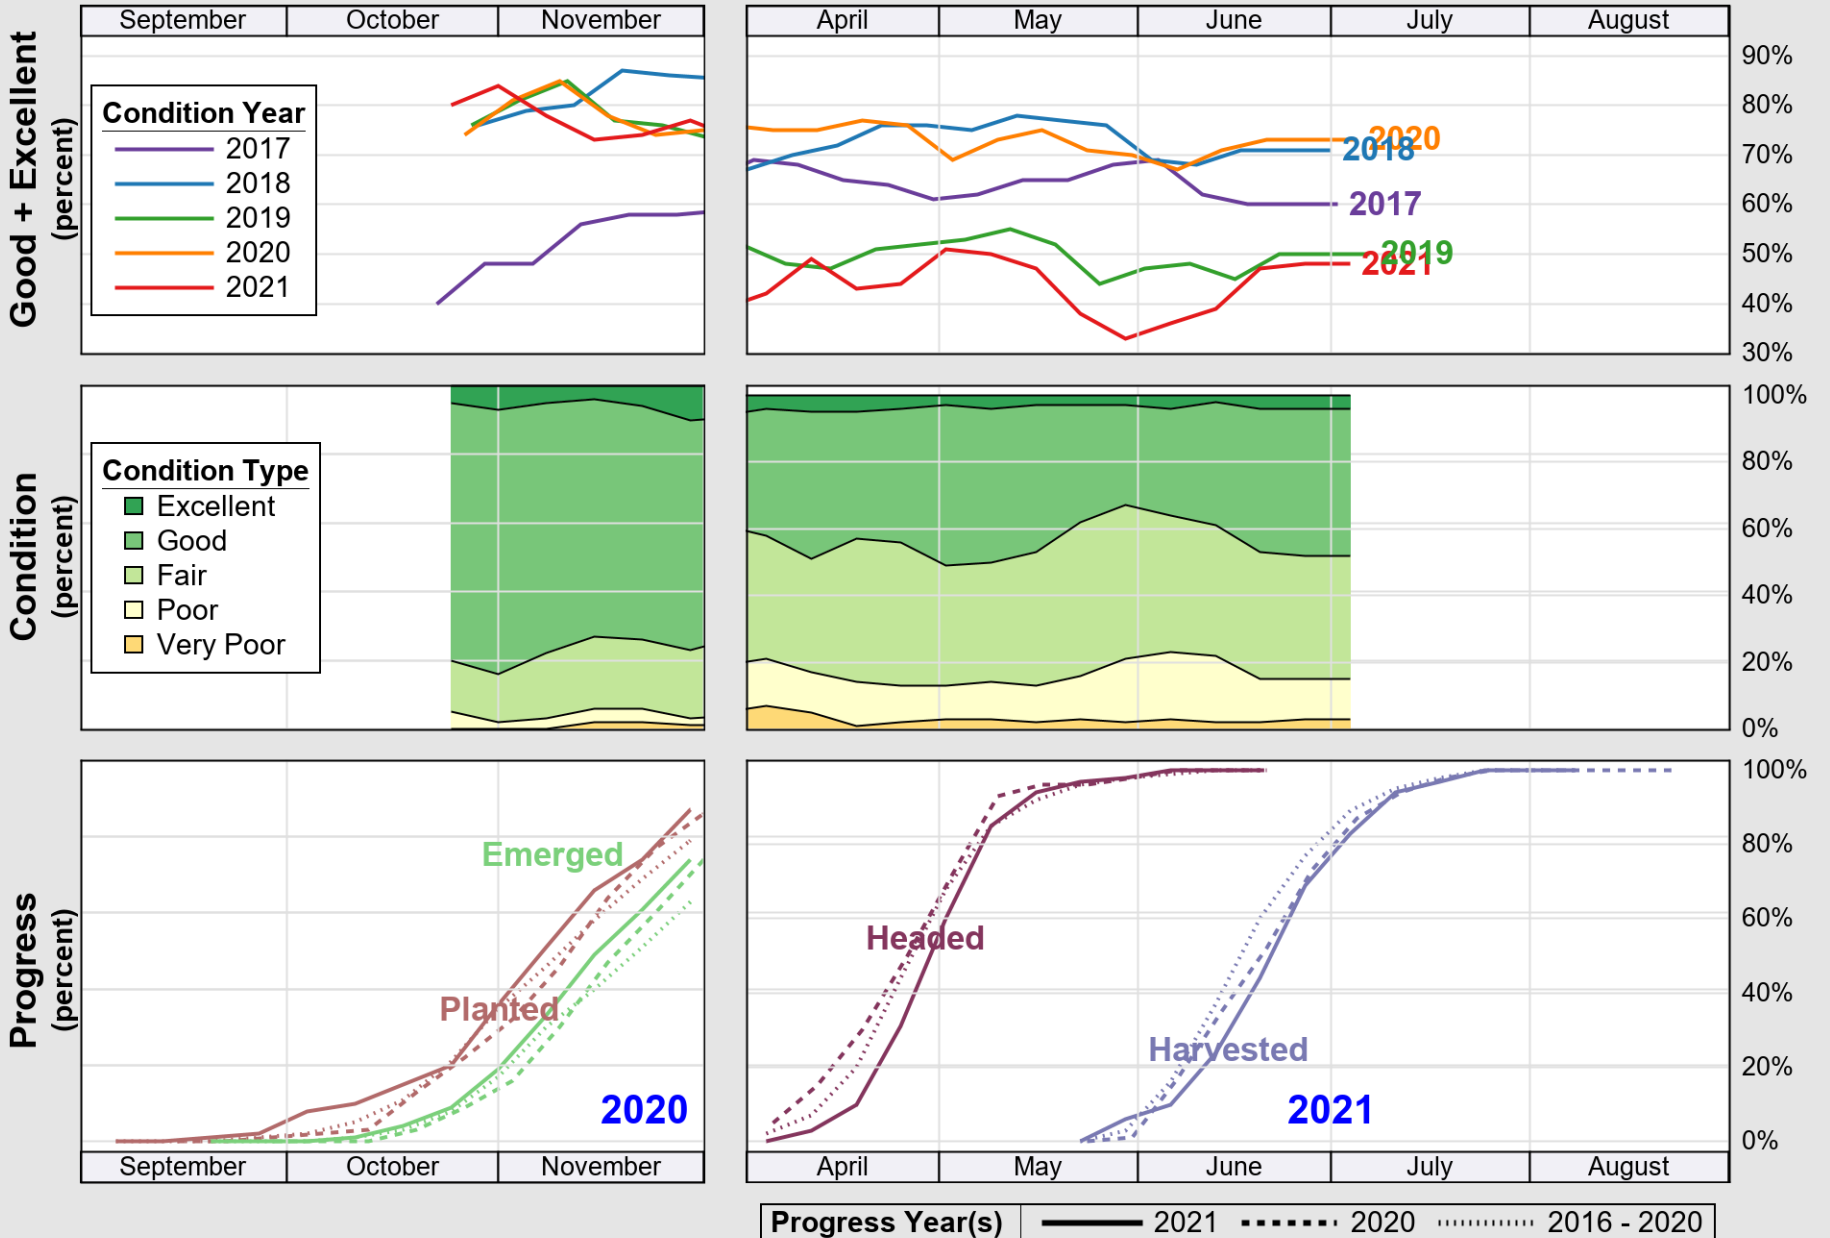 September October November April May June July August
Good + Excellent
(percent)
Condition Year
2017
2018
2019
2020
2021
2020
2018
2017
2019
2021
90%
80%
70%
60%
50%
40%
30%
Condition
(percent)
Condition Type
Excellent
Good
Fair
Poor
Very Poor
100%
80%
60%
40%
20%
0%
Progress
(percent)
Emerged
Planted
2020
Headed
Harvested
2021
100%
80%
60%
40%
20%
0%
September October November April May June July August
Progress Year(s) 2021 2020 2016 - 2020